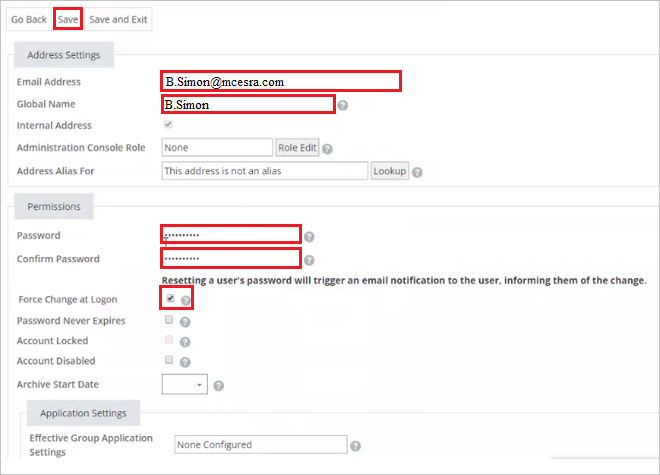 Go Back Save Save and Exit
Address Settings
Email Address B.Simon@mcesra.com
Global Name B.Simon ?
Internal Address
Administration Console Role None Role Edit ?
Address Alias For This address is not an alias Lookup ?
Permissions
Password •••••••••• ?
Confirm Password •••••••••• ?
Resetting a user's password will trigger an email notification to the user, informing them of the change.
Force Change at Logon ?
Password Never Expires ?
Account Locked ?
Account Disabled ?
Archive Start Date ?
Application Settings
Effective Group Application None Configured ?
Settings